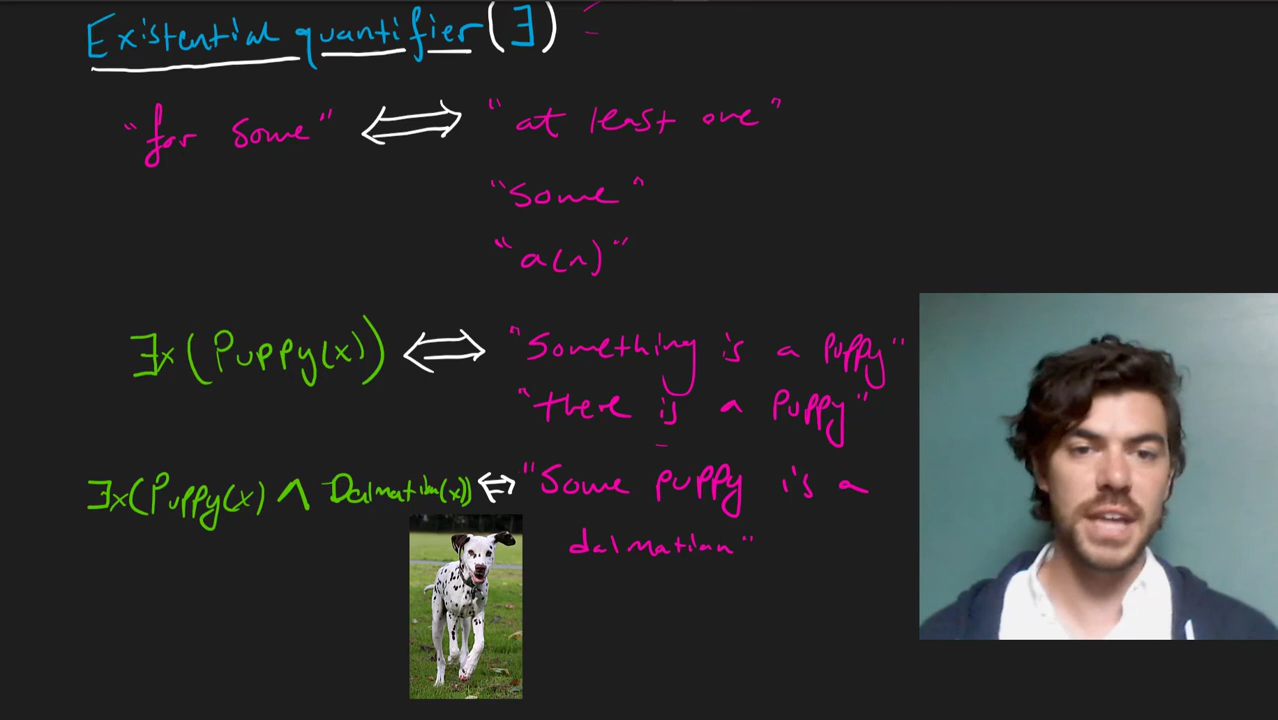 Existential quantifier (∃)
"for some" ⟺ "at least one"
"some"
"a(n)"
∃x(Puppy(x)) ⟺ "Something is a puppy"
"there is a puppy"
∃x(Puppy(x) ∧ Dalmatian(x)) ⟺ "Some puppy is a
dalmatian"